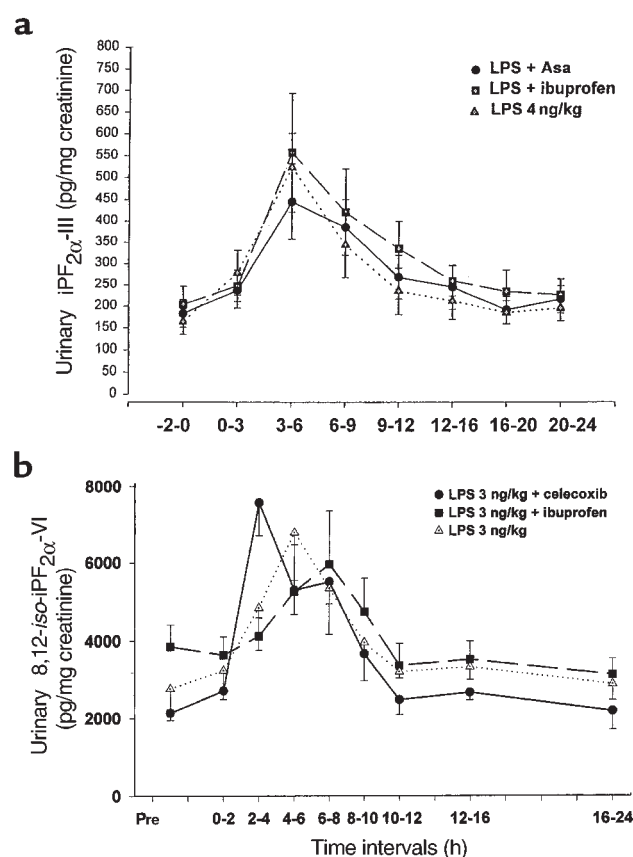 a
Urinary iPF2α-III (pg/mg creatinine)
800
750
700
650
600
550
500
450
400
350
300
250
200
150
100
50
0
LPS + Asa
LPS + ibuprofen
LPS 4 ng/kg
-2-0 0-3 3-6 6-9 9-12 12-16 16-20 20-24
b
Urinary 8,12-iso-iPF2α-VI
(pg/mg creatinine)
8000
6000
4000
2000
0
LPS 3 ng/kg + celecoxib
LPS 3 ng/kg + ibuprofen
LPS 3 ng/kg
Pre 0-2 2-4 4-6 6-8 8-10 10-12 12-16 16-24
Time intervals (h)